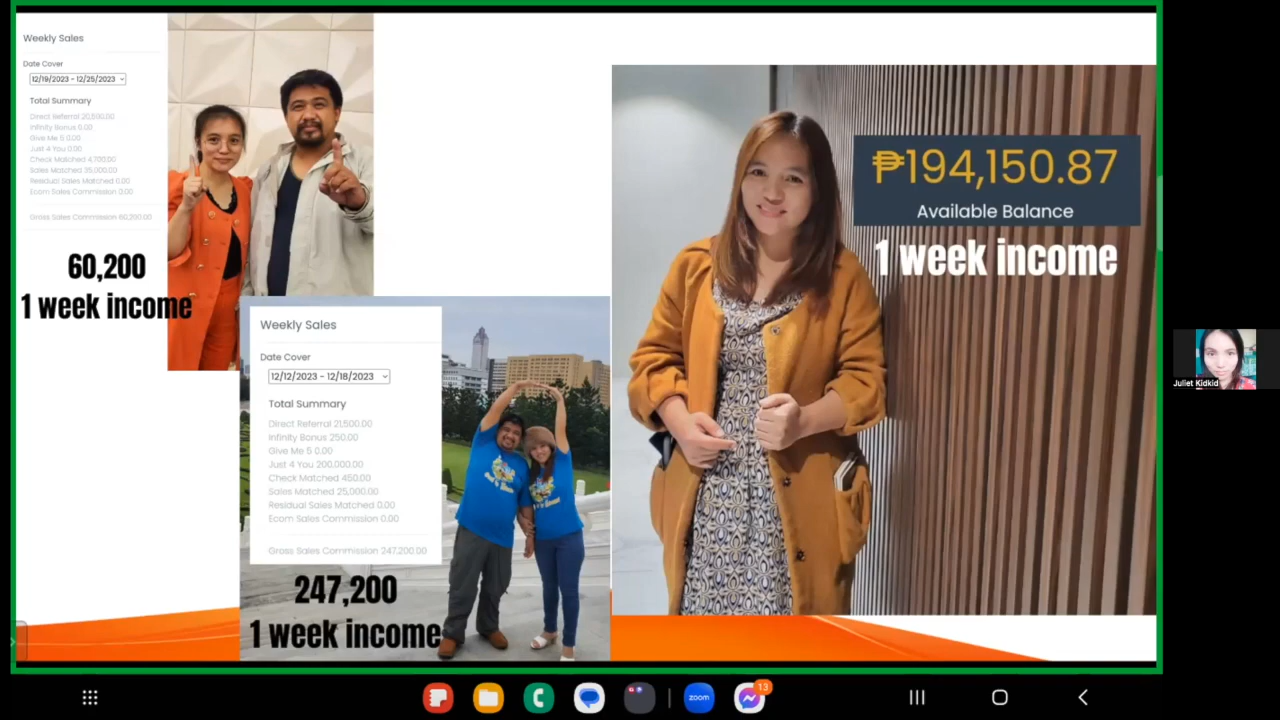 Weekly Sales
Date Cover
12/19/2023 - 12/25/2023
Total Summary
Direct Referral 20,500.00
Infinity Bonus 0.00
Give Me 5 0.00
Just 4 You 0.00
Check Matched 4,700.00
Sales Matched 35,000.00
Residual Sales Matched 0.00
Ecom Sales Commission 0.00
Gross Sales Commission 60,200.00
60,200
1 week income
Weekly Sales
Date Cover
12/12/2023 - 12/18/2023
Total Summary
Direct Referral 21,500.00
Infinity Bonus 250.00
Give Me 5 0.00
Just 4 You 200,000.00
Check Matched 450.00
Sales Matched 25,000.00
Residual Sales Matched 0.00
Ecom Sales Commission 0.00
Gross Sales Commission 247,200.00
247,200
1 week income
₱194,150.87
Available Balance
1 week income
Juliet Kidkid
zoom
13